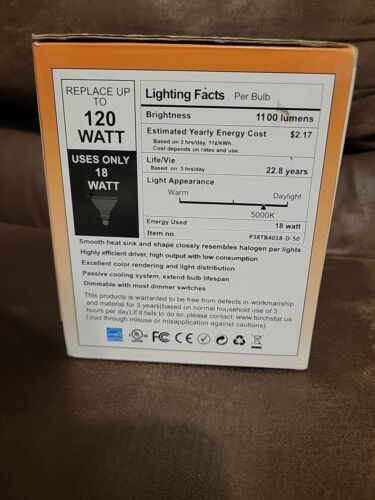 REPLACE UP
TO
120
WATT
USES ONLY
18
WATT
Lighting Facts Per Bulb
Brightness 1100 lumens
Estimated Yearly Energy Cost $2.17
Based on 3 hrs/day, 11¢/kWh.
Cost depends on rates and use.
Life/Vie
Based on 3 hrs/day 22.8 years
Light Appearance
Warm Daylight
5000K
Energy Used 18 watt
Item no. P38TB4018-D-50
Smooth heat sink and shape closely resembles halogen par lights
Highly efficient driver, high output with low consumption
Excellent color rendering and light distribution
Passive cooling system, extend bulb lifespan
Dimmable with most dimmer switches
This products is warranted to be free from defects in workmanship
and material for 3 years(based on normal household use of 3
hours per day).If it fails to do so, please contact: www.torchstar.us
(Void through misuse or misapplication against cautions)
UL US FC CE